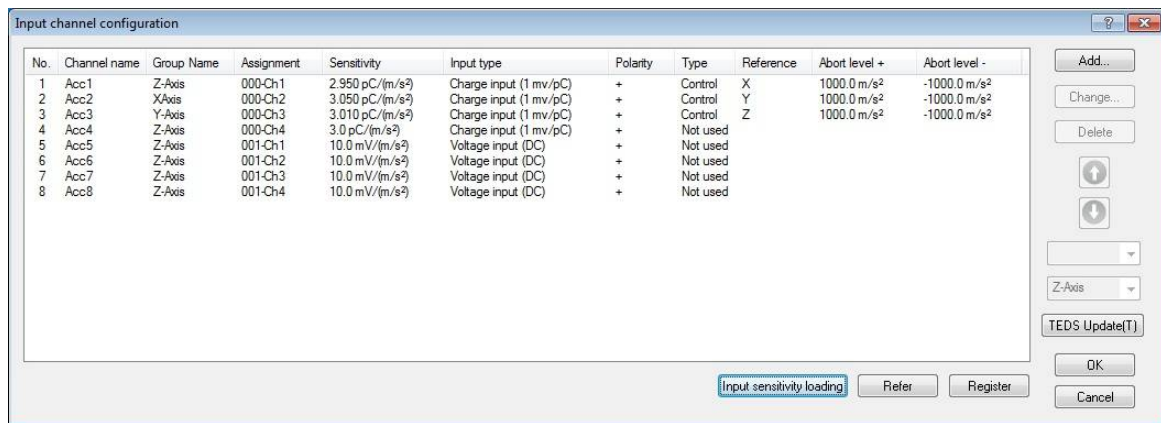 Input channel configuration
No. Channel name Group Name Assignment Sensitivity Input type Polarity Type Reference Abort level + Abort level -
1 Acc1 Z-Axis 000-Ch1 2.950 pC/(m/s²) Charge input (1 mv/pC) + Control X 1000.0 m/s² -1000.0 m/s²
2 Acc2 XAxis 000-Ch2 3.050 pC/(m/s²) Charge input (1 mv/pC) + Control Y 1000.0 m/s² -1000.0 m/s²
3 Acc3 Y-Axis 000-Ch3 3.010 pC/(m/s²) Charge input (1 mv/pC) + Control Z 1000.0 m/s² -1000.0 m/s²
4 Acc4 Z-Axis 000-Ch4 3.0 pC/(m/s²) Charge input (1 mv/pC) + Not used
5 Acc5 Z-Axis 001-Ch1 10.0 mV/(m/s²) Voltage input (DC) + Not used
6 Acc6 Z-Axis 001-Ch2 10.0 mV/(m/s²) Voltage input (DC) + Not used
7 Acc7 Z-Axis 001-Ch3 10.0 mV/(m/s²) Voltage input (DC) + Not used
8 Acc8 Z-Axis 001-Ch4 10.0 mV/(m/s²) Voltage input (DC) + Not used
Add...
Change...
Delete
Z-Axis
TEDS Update(T)
OK
Cancel
Input sensitivity loading Refer Register